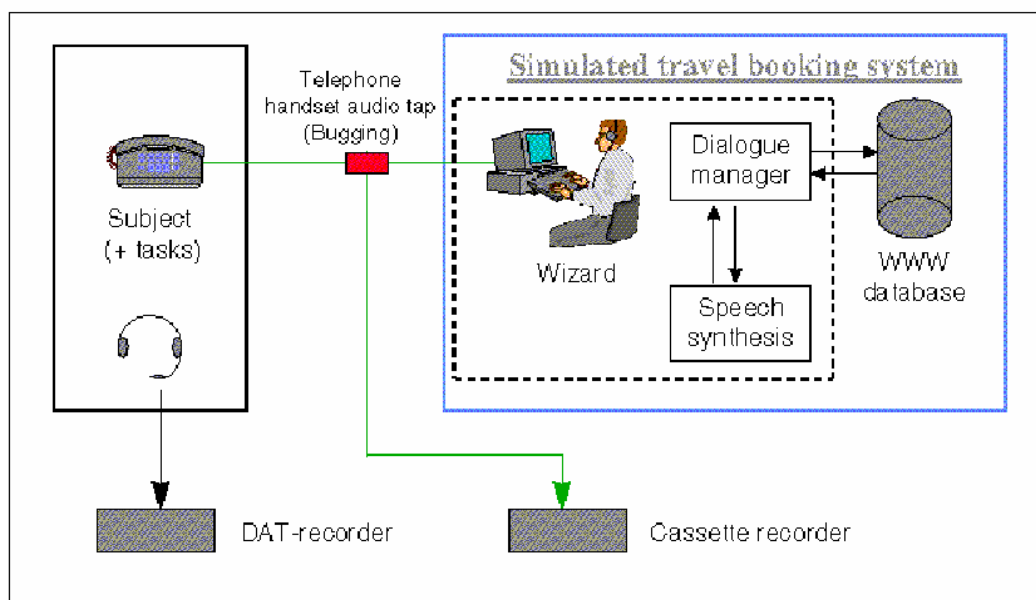 Simulated travel booking system
Telephone
handset audio tap
(Bugging)
Subject
(+ tasks)
Wizard
Dialogue
manager
Speech
synthesis
WWW
database
DAT-recorder
Cassette recorder